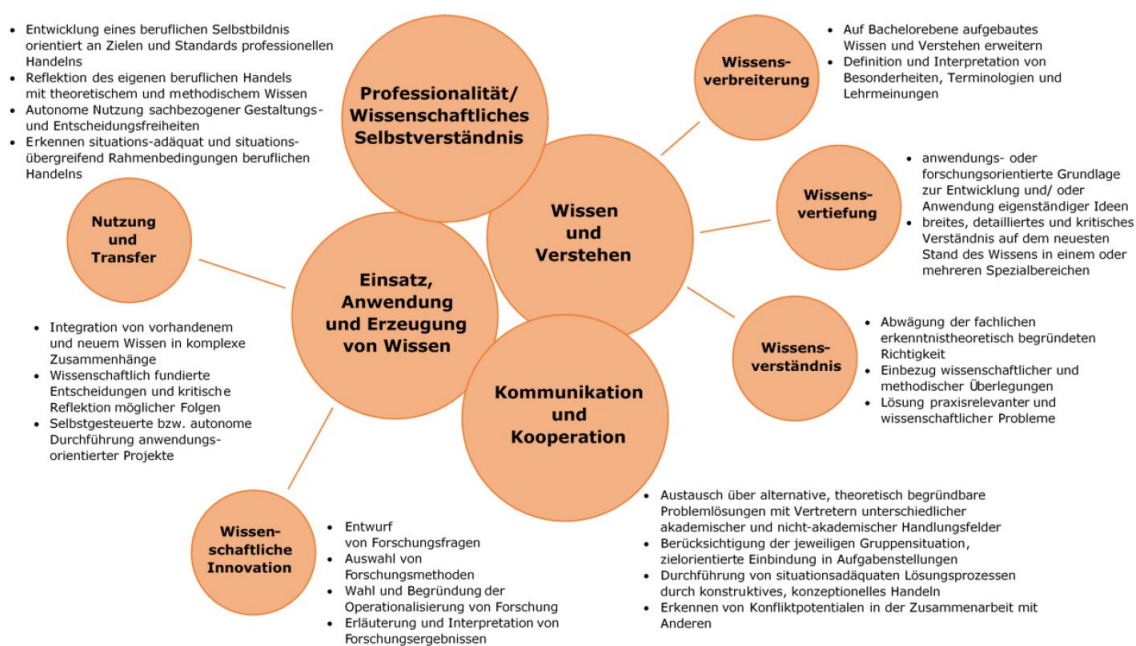 • Entwicklung eines beruflichen Selbstbildnis
orientiert an Zielen und Standards professionellen
Handelns
• Reflektion des eigenen beruflichen Handels
mit theoretischem und methodischem Wissen
• Autonome Nutzung sachbezogener Gestaltungs-
und Entscheidungsfreiheiten
• Erkennen situations-adäquat und situations-
übergreifend Rahmenbedingungen beruflichen
Handelns
Professionalität/
Wissenschaftliches
Selbstverständnis
Wissens-
verbreiterung
• Auf Bachelorebene aufgebautes
Wissen und Verstehen erweitern
• Definition und Interpretation von
Besonderheiten, Terminologien und
Lehrmeinungen
Wissen
und
Verstehen
Wissens-
vertiefung
• anwendungs- oder
forschungsorientierte Grundlage
zur Entwicklung und/ oder
Anwendung eigenständiger Ideen
• breites, detailliertes und kritisches
Verständnis auf dem neuesten
Stand des Wissens in einem oder
mehreren Spezialbereichen
Nutzung
und
Transfer
Einsatz,
Anwendung
und Erzeugung
von Wissen
• Integration von vorhandenem
und neuem Wissen in komplexe
Zusammenhänge
• Wissenschaftlich fundierte
Entscheidungen und kritische
Reflektion möglicher Folgen
• Selbstgesteuerte bzw. autonome
Durchführung anwendungs-
orientierter Projekte
Wissens-
verständnis
• Abwägung der fachlichen
erkenntnistheoretisch begründeten
Richtigkeit
• Einbezug wissenschaftlicher und
methodischer Überlegungen
• Lösung praxisrelevanter und
wissenschaftlicher Probleme
Kommunikation
und
Kooperation
Wissen-
schaftliche
Innovation
• Entwurf
von Forschungsfragen
• Auswahl von
Forschungsmethoden
• Wahl und Begründung der
Operationalisierung von Forschung
• Erläuterung und Interpretation von
Forschungsergebnissen
• Austausch über alternative, theoretisch begründbare
Problemlösungen mit Vertretern unterschiedlicher
akademischer und nicht-akademischer Handlungsfelder
• Berücksichtigung der jeweiligen Gruppensituation,
zielorientierte Einbindung in Aufgabenstellungen
• Durchführung von situationsadäquaten Lösungsprozessen
durch konstruktives, konzeptionelles Handeln
• Erkennen von Konfliktpotentialen in der Zusammenarbeit mit
Anderen